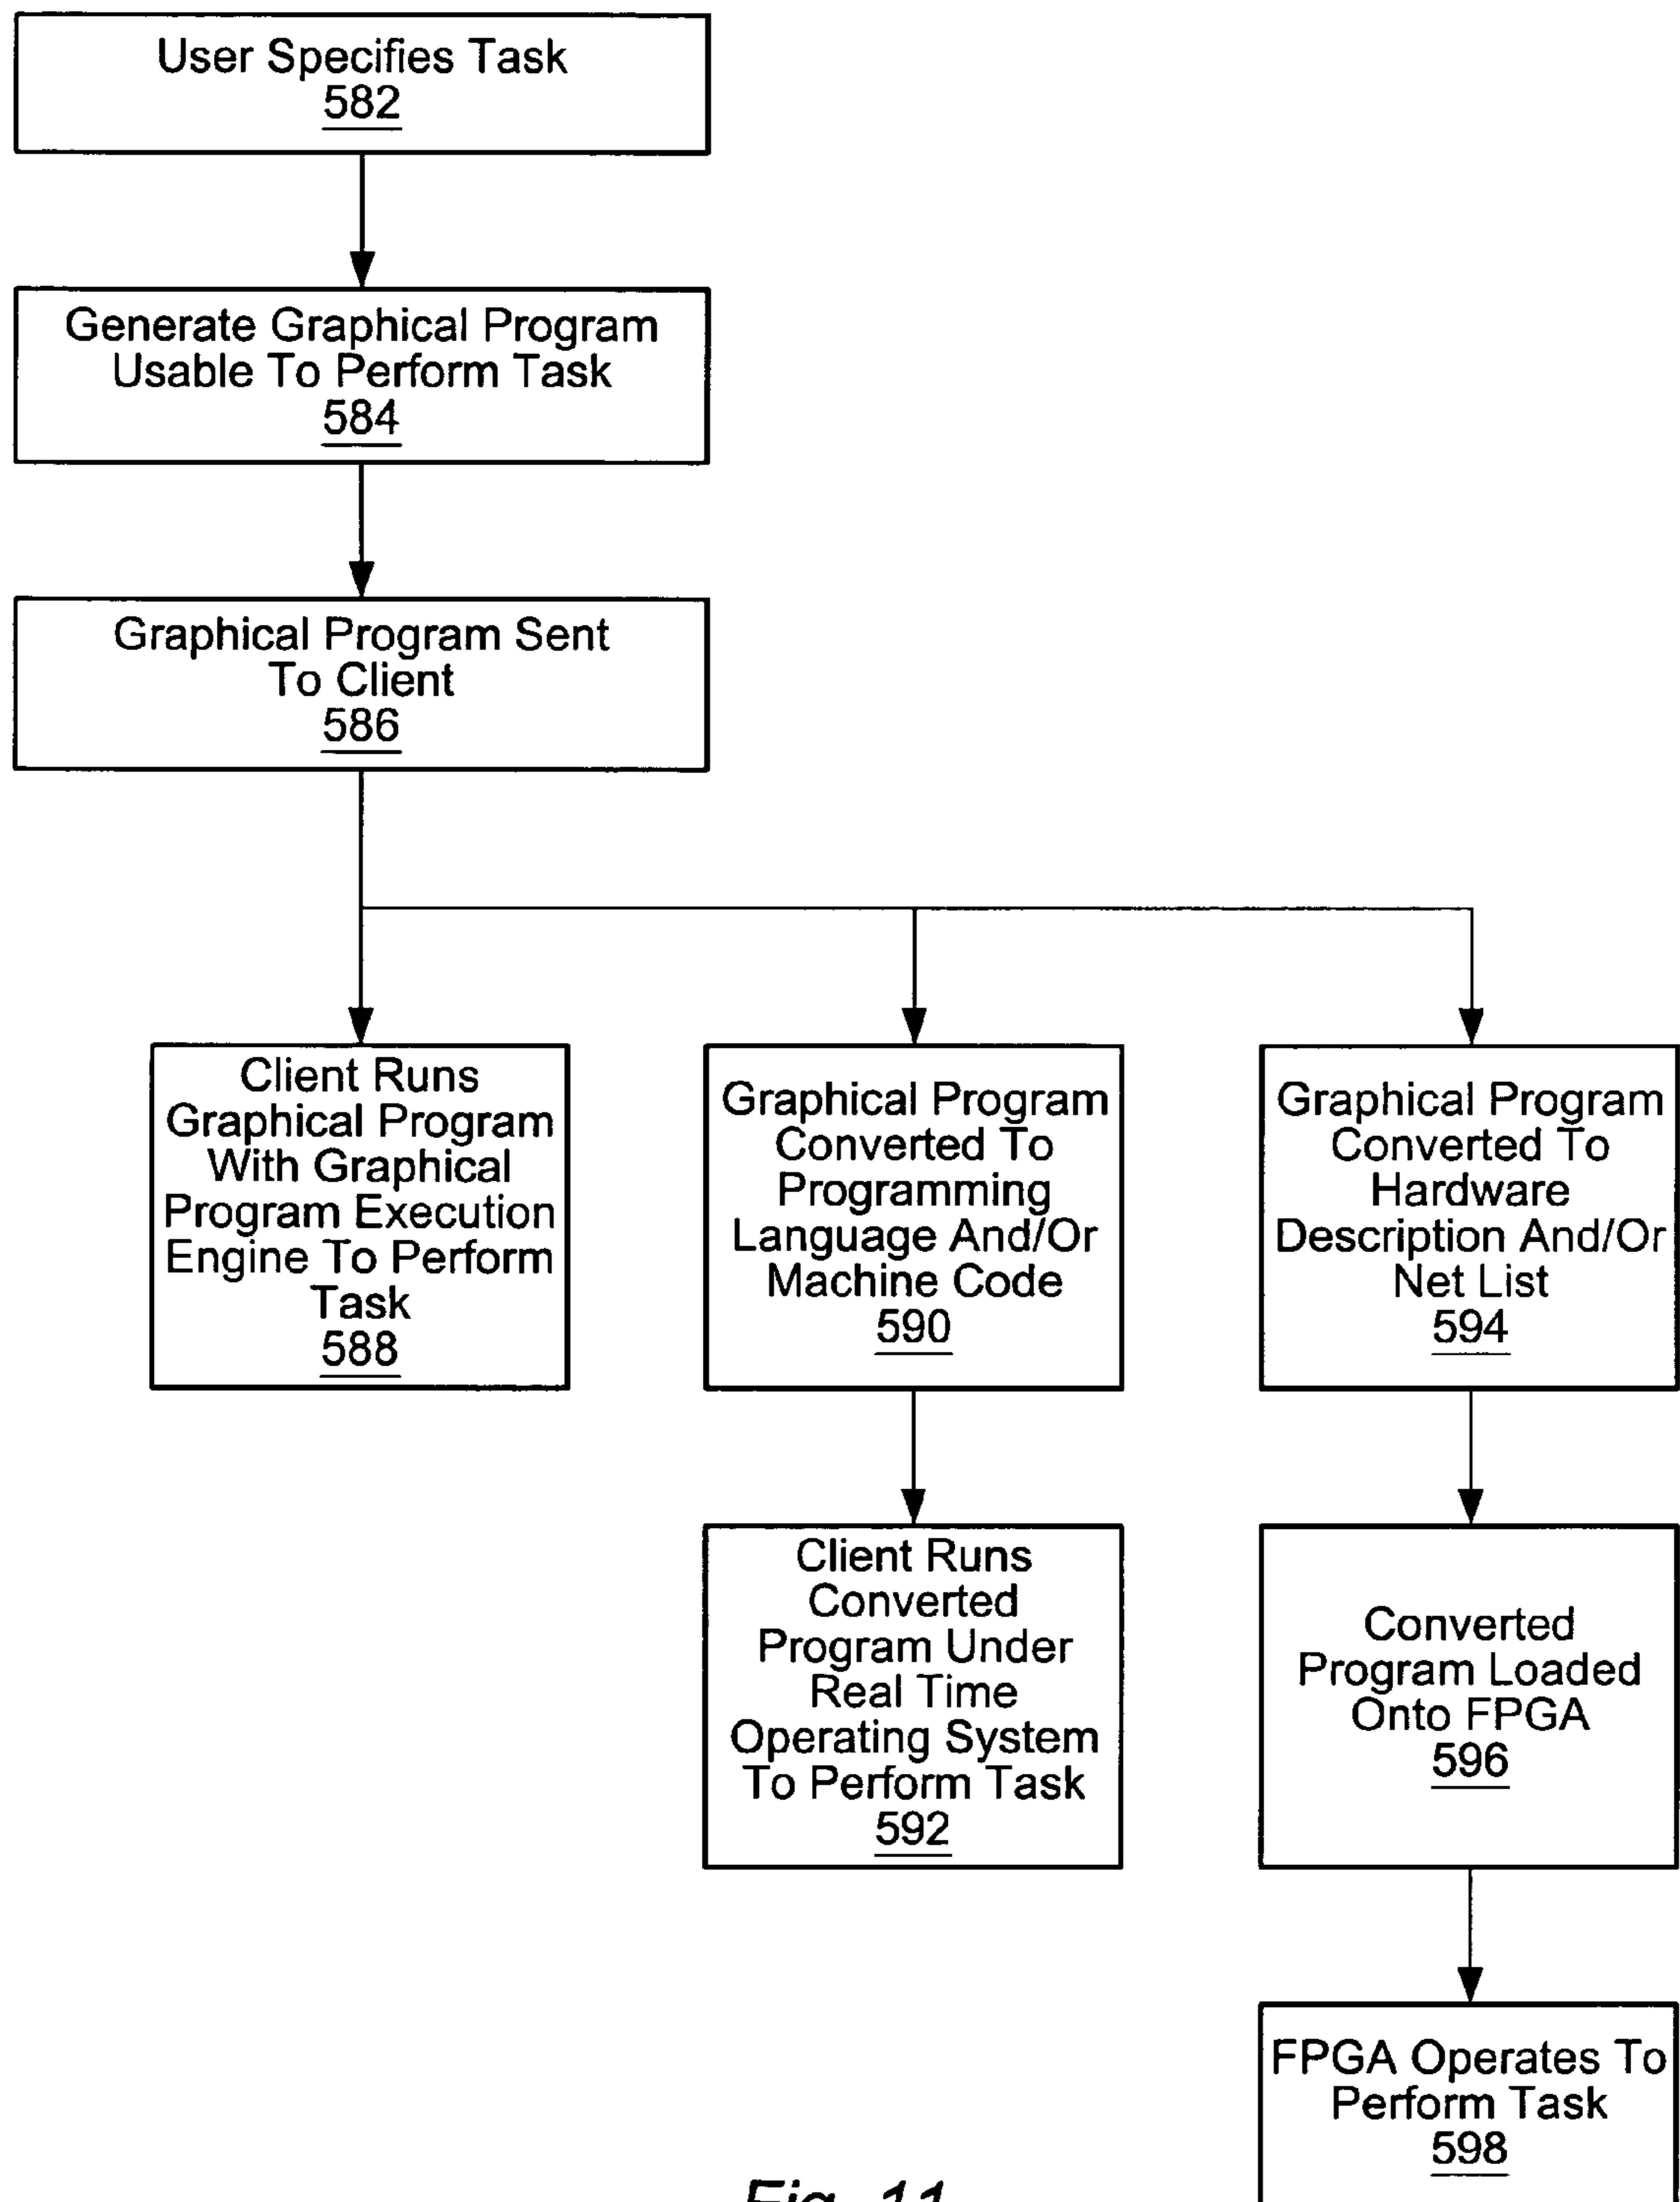 User Specifies Task
582
Generate Graphical Program
Usable To Perform Task
584
Graphical Program Sent
To Client
586
Client Runs
Graphical Program
With Graphical
Program Execution
Engine To Perform
Task
588
Graphical Program
Converted To
Programming
Language And/Or
Machine Code
590
Graphical Program
Converted To
Hardware
Description And/Or
Net List
594
Client Runs
Converted
Program Under
Real Time
Operating System
To Perform Task
592
Converted
Program Loaded
Onto FPGA
596
FPGA Operates To
Perform Task
598
Fig. 11